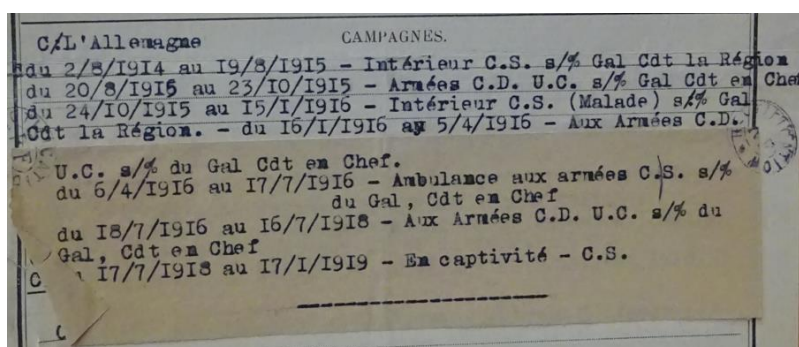 CAMPAGNES.
C/L'Allemagne
du 2/8/1914 au 19/8/1915 - Intérieur C.S. s/% Gal Cdt la Région
du 20/8/1915 au 23/10/1915 - Armées C.D. U.C. s/% Gal Cdt en Chef
du 24/10/1915 au 15/1/1916 - Intérieur C.S. (Malade) s/% Gal
Cdt la Région. - du 16/1/1916 au 5/4/1916 - Aux Armées C.D.
U.C. s/% du Gal Cdt en Chef.
du 6/4/1916 au 17/7/1916 - Ambulance aux armées C.S. s/%
du Gal, Cdt en Chef
du 18/7/1916 au 16/7/1918 - Aux Armées C.D. U.C. s/% du
Gal, Cdt en Chef
17/7/1918 au 17/1/1919 - En captivité - C.S.